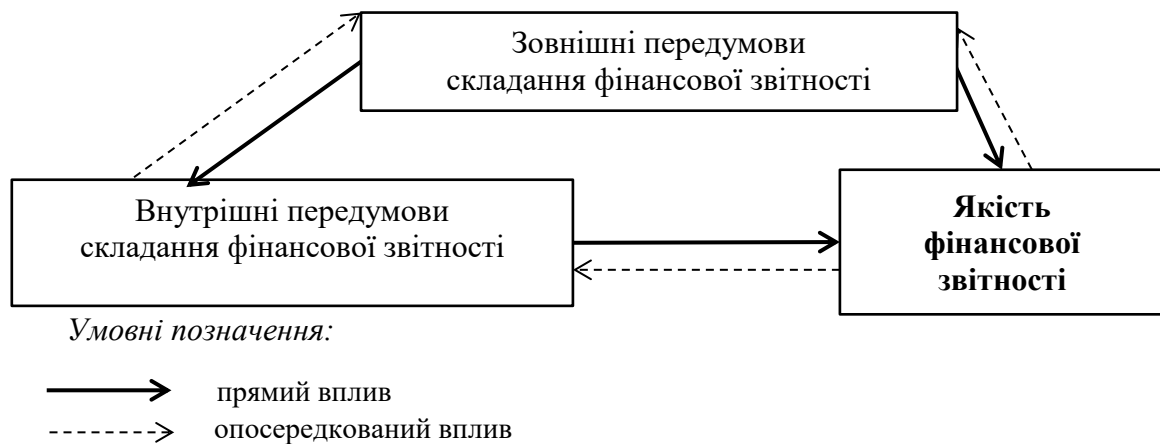 Зовнішні передумови
складання фінансової звітності
Внутрішні передумови
складання фінансової звітності
Якість
фінансової
звітності
Умовні позначення:
прямий вплив
опосередкований вплив